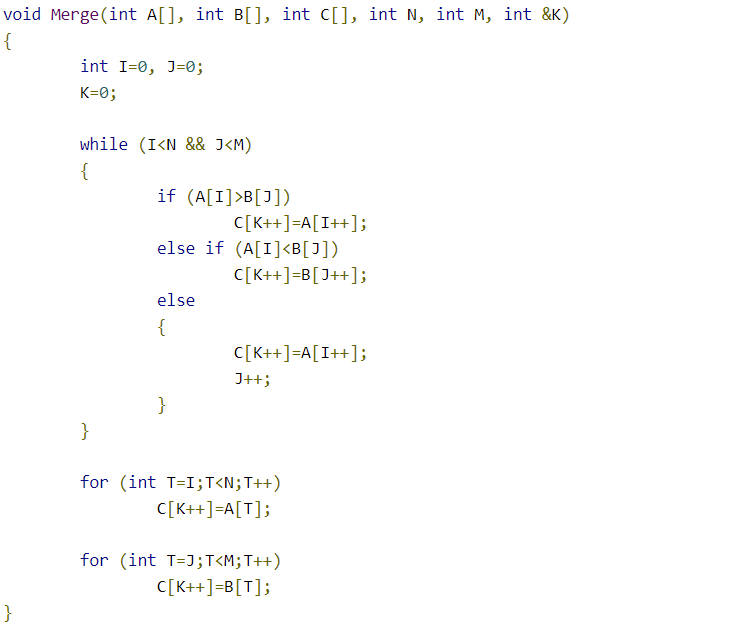 void Merge(int A[], int B[], int C[], int N, int M, int &K)
{
        int I=0, J=0;
        K=0;

        while (I<N && J<M)
        {
                if (A[I]>B[J])
                        C[K++]=A[I++];
                else if (A[I]<B[J])
                        C[K++]=B[J++];
                else
                {
                        C[K++]=A[I++];
                        J++;
                }
        }

        for (int T=I;T<N;T++)
                C[K++]=A[T];

        for (int T=J;T<M;T++)
                C[K++]=B[T];
}